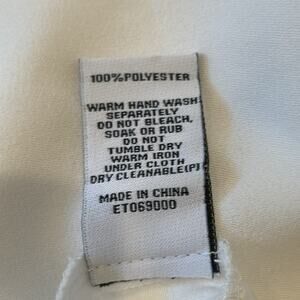 100%POLYESTER
WARM HAND WASH
SEPARATELY
DO NOT BLEACH,
SOAK OR RUB
DO NOT
TUMBLE DRY
WARM IRON
UNDER CLOTH
DRY CLEANABLE(P)
MADE IN CHINA
ET069000